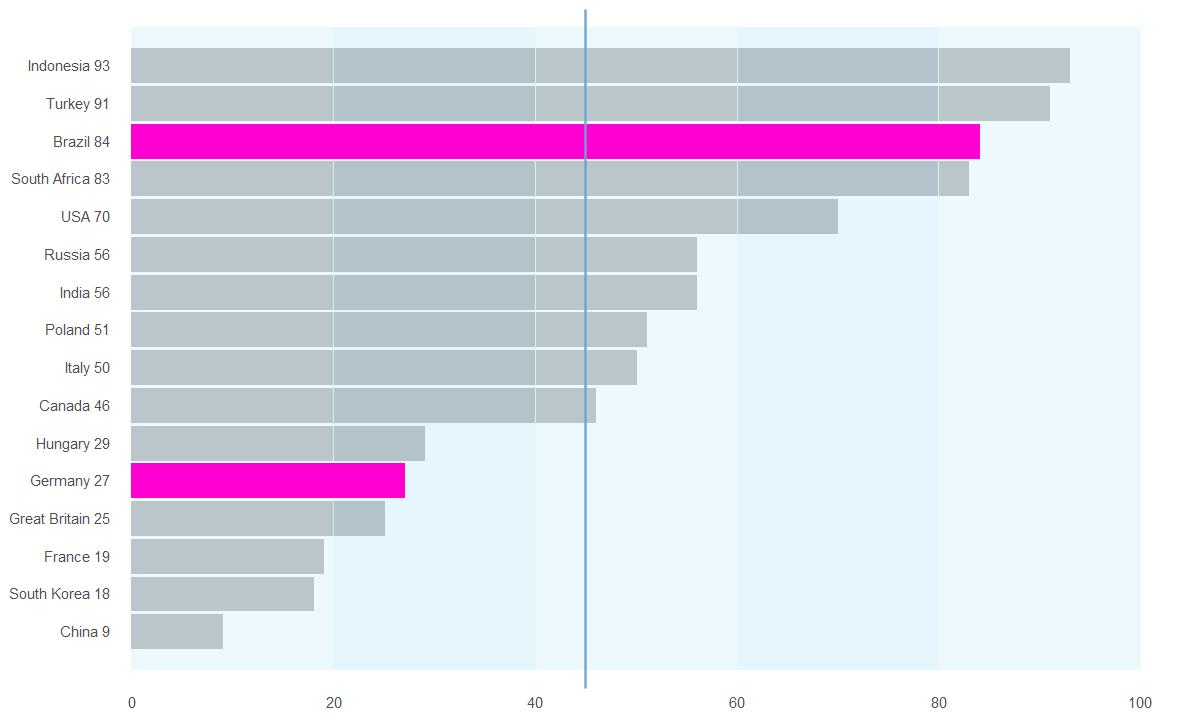 Indonesia 93
Turkey 91
Brazil 84
South Africa 83
USA 70
Russia 56
India 56
Poland 51
Italy 50
Canada 46
Hungary 29
Germany 27
Great Britain 25
France 19
South Korea 18
China 9
0 20 40 60 80 100